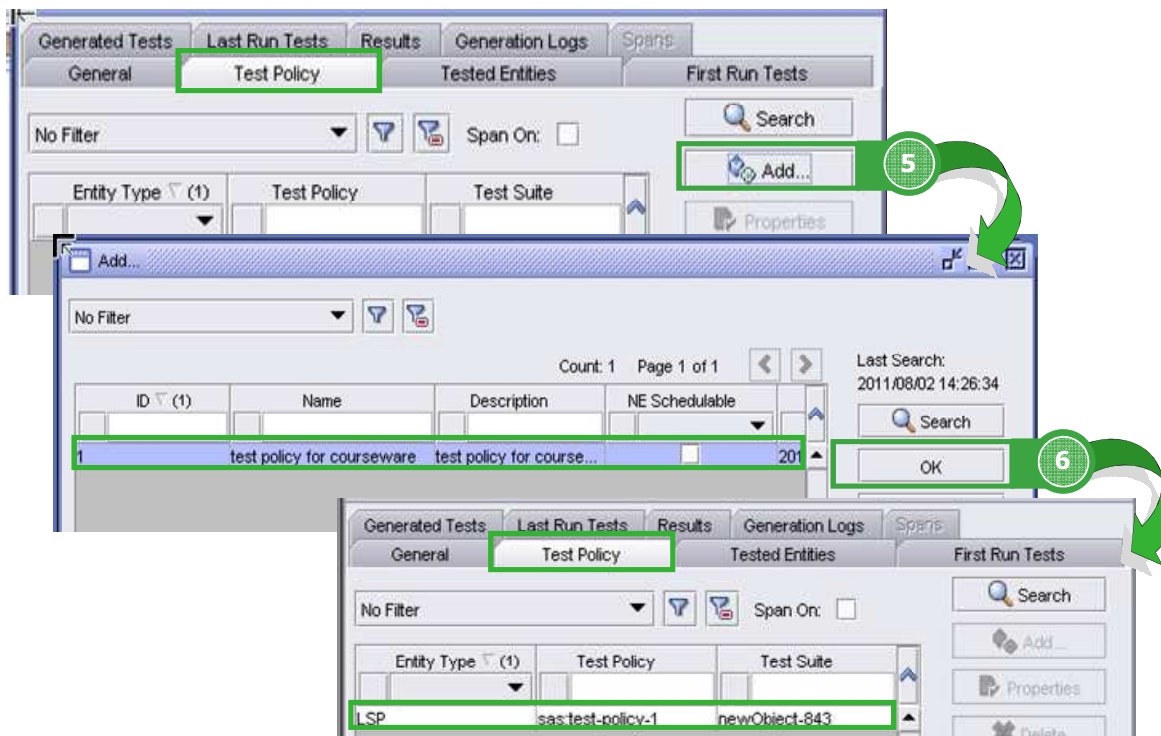 Generated Tests Last Run Tests Results Generation Logs Spans
General Test Policy Tested Entities First Run Tests
No Filter Span On: Search
Add... 5
Entity Type (1) Test Policy Test Suite
Properties
Add...
No Filter
Count: 1 Page 1 of 1 Last Search:
2011/08/02 14:26:34
ID (1) Name Description NE Schedulable
Search
1 test policy for courseware test policy for course... 201
OK 6
Generated Tests Last Run Tests Results Generation Logs Spans
General Test Policy Tested Entities First Run Tests
No Filter Span On: Search
Add...
Entity Type (1) Test Policy Test Suite
Properties
LSP sas:test-policy-1 newObject-843
Delete